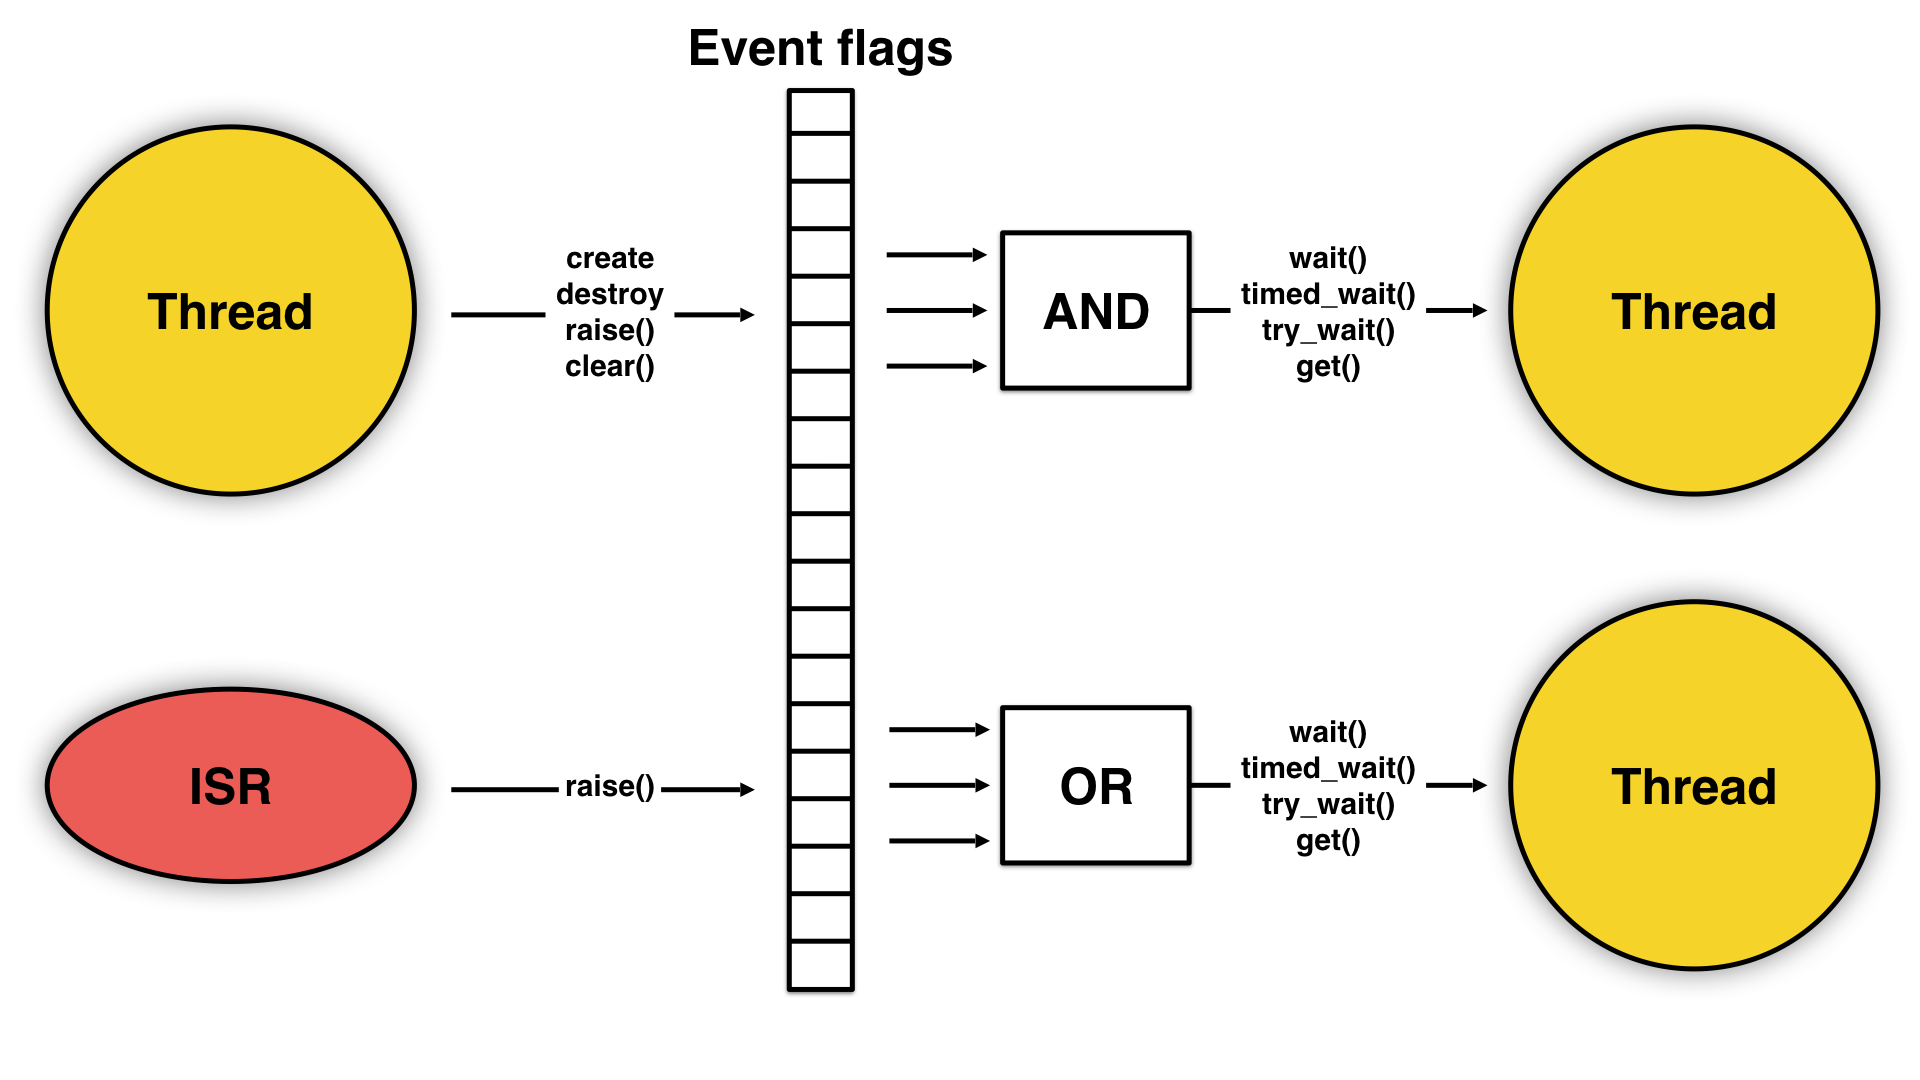 Event flags
Thread
create
destroy
raise()
clear()
AND
wait()
timed_wait()
try_wait()
get()
Thread
ISR
raise()
OR
wait()
timed_wait()
try_wait()
get()
Thread